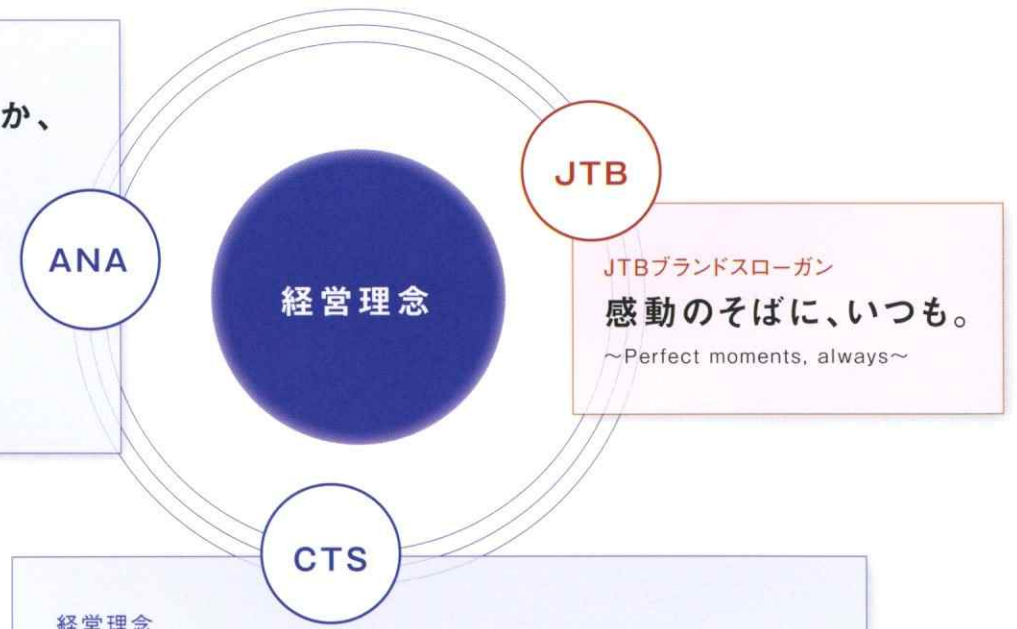 か、
ANA
経営理念
JTB
JTBブランドスローガン
感動のそばに、いつも。
～Perfect moments, always～
CTS
経営理念